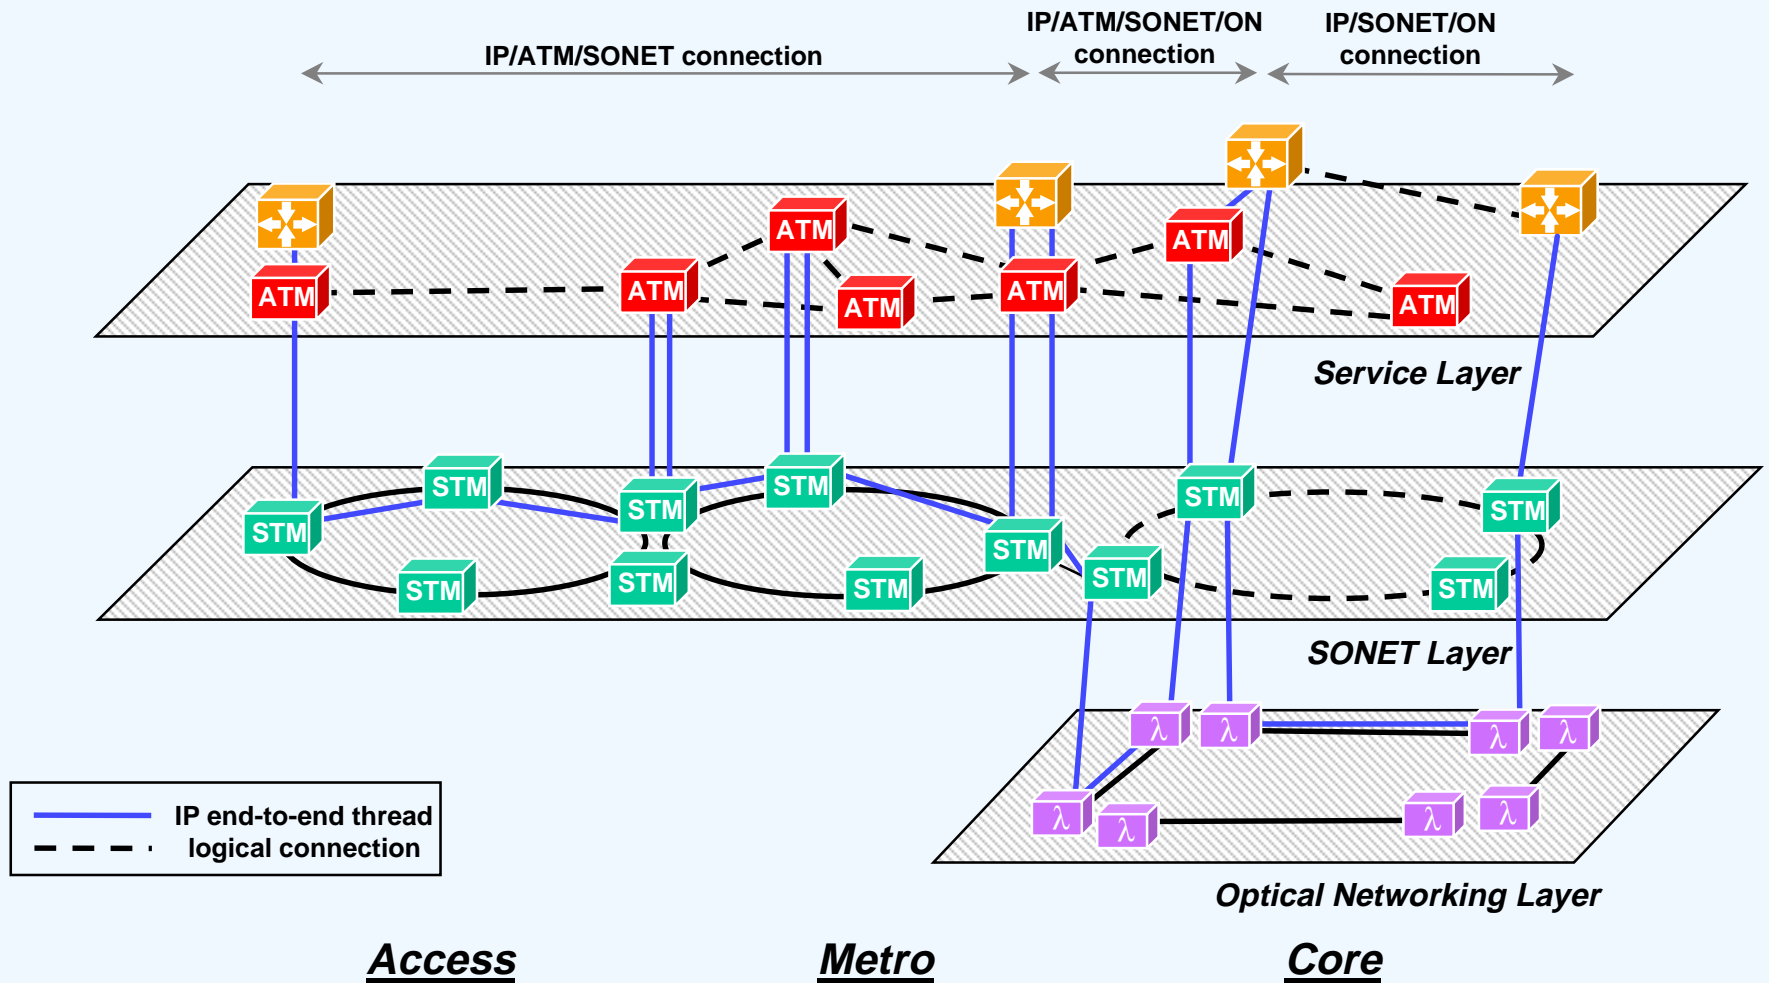 IP/ATM/SONET connection
IP/ATM/SONET/ON
connection
IP/SONET/ON
connection
ATM
ATM
ATM
ATM
ATM
ATM
ATM
Service Layer
STM
STM
STM
STM
STM
STM
STM
STM
STM
STM
STM
STM
SONET Layer
λ
λ
λ
λ
λ
λ
λ
λ
Optical Networking Layer
IP end-to-end thread
logical connection
Access
Metro
Core